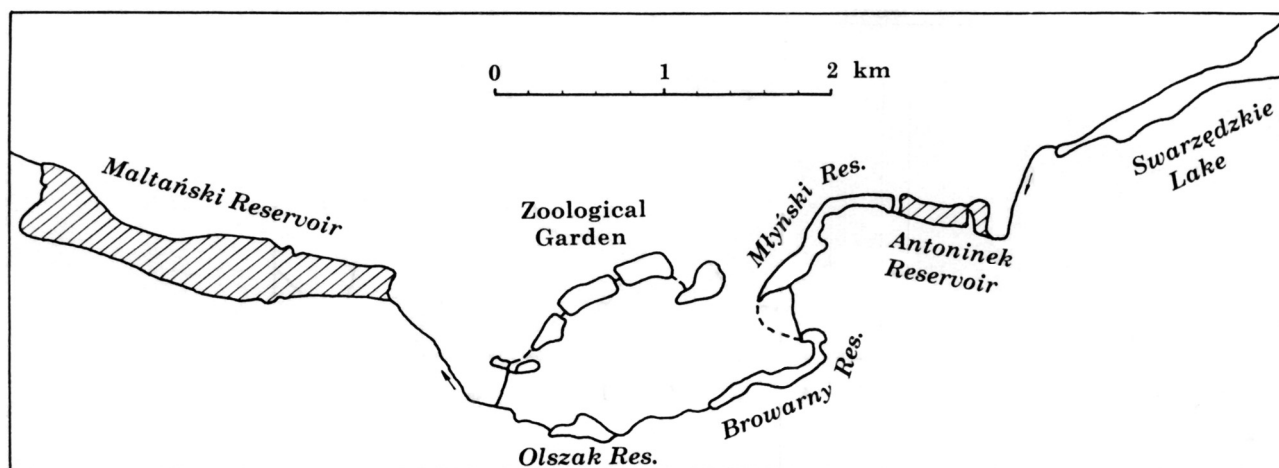 0 1 2 km
Maltański Reservoir
Zoological
Garden
Młyński Res.
Swarzędzkie
Lake
Antoninek
Reservoir
Browarny Res.
Olszak Res.